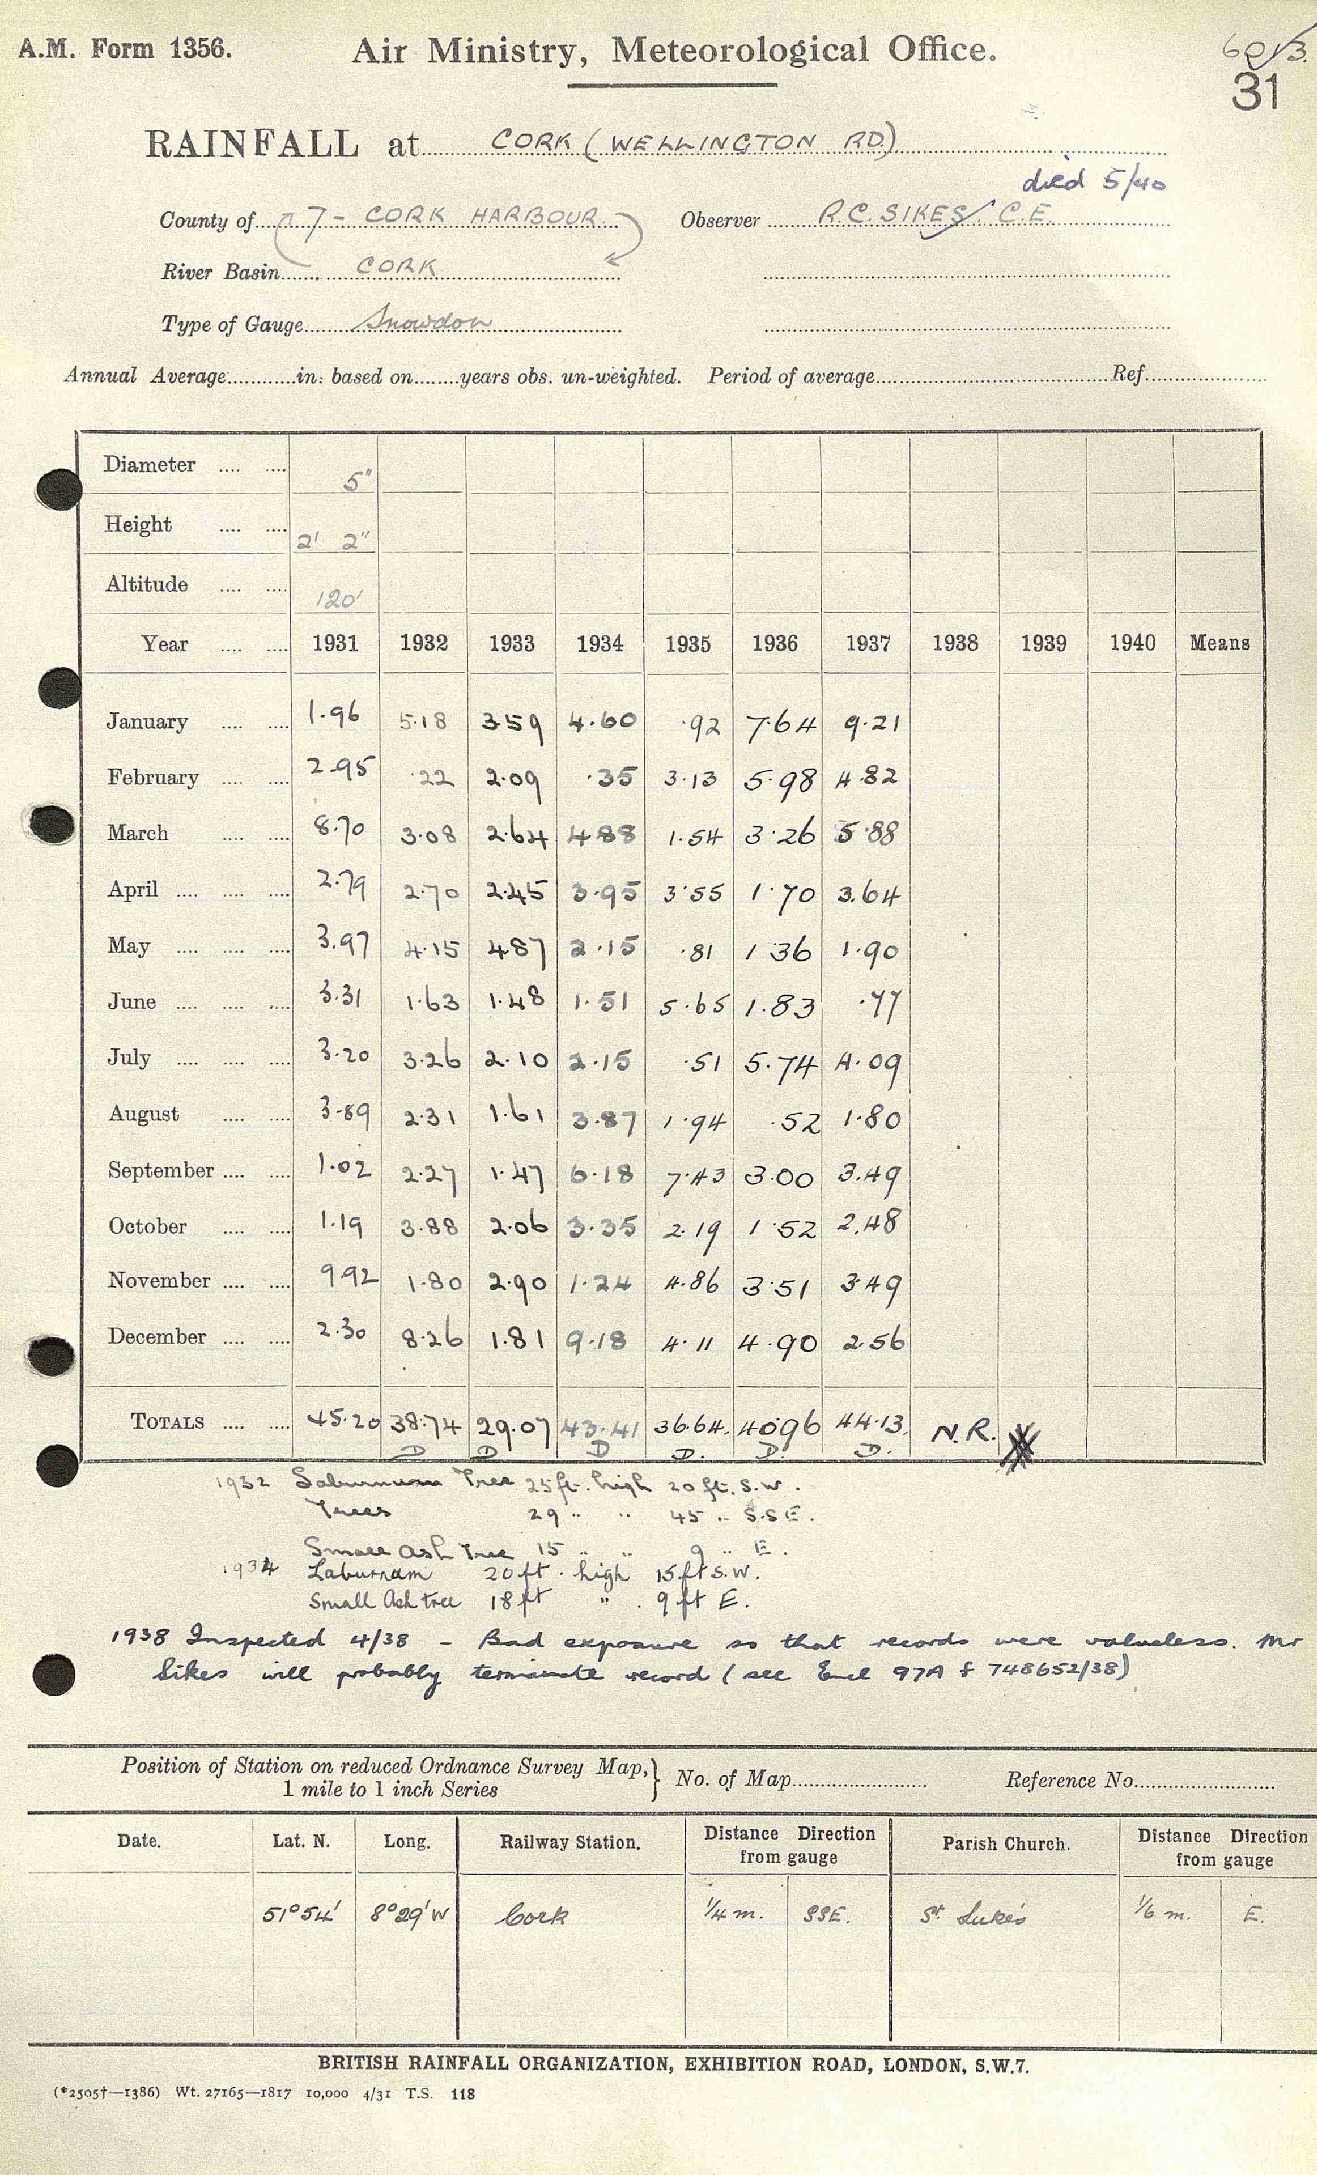 A.M. Form 1356. Air Ministry, Meteorological Office.
31
RAINFALL at CORK (WELLINGTON RD)
died 5/40
County of 7 - CORK HARBOUR Observer R.C. SIKES C.E.
River Basin CORK
Type of Gauge Snowdon
Annual Average in. based on years obs. un-weighted. Period of average Ref.
Diameter 5"
Height 2' 2"
Altitude 120'
Year 1931 1932 1933 1934 1935 1936 1937 1938 1939 1940 Means
January 1.96 5.18 3.59 4.60 .92 7.64 9.21
February 2.95 .22 2.09 .35 3.13 5.98 4.82
March 8.70 3.08 2.64 4.88 1.54 3.26 5.88
April 2.79 2.70 2.45 3.95 3.55 1.70 3.64
May 3.97 4.15 4.87 2.15 .81 1.36 1.90
June 3.31 1.63 1.48 1.51 5.65 1.83 .77
July 3.20 3.26 2.10 2.15 .51 5.74 4.09
August 3.89 2.31 1.61 3.87 1.94 .52 1.80
September 1.02 2.27 1.47 6.18 7.43 3.00 3.49
October 1.19 3.88 2.06 3.35 2.19 1.52 2.48
November 9.92 1.80 2.90 1.24 4.86 3.51 3.49
December 2.30 8.26 1.81 9.18 4.11 4.90 2.56
TOTALS 45.20 38.74 29.07 43.41 36.64 40.96 44.13 N.R.
D D D D. D. D.
1932 Laburnum Tree 25 ft. high 20 ft. S.W.
Trees 29 " " 45 " S.S.E.
Small Ash Tree 15 " " 9 " E.
1934 Laburnum 20 ft. high 15 ft S.W.
Small Ash tree 18 ft " 9 ft E.
1938 Inspected 4/38 - Bad exposure so that records were valueless. Mr
Sikes will probably terminate record (see Encl 97A f 748652/38)
Position of Station on reduced Ordnance Survey Map,
1 mile to 1 inch Series
No. of Map Reference No.
Date. Lat. N. Long. Railway Station. Distance Direction from gauge Parish Church. Distance Direction from gauge
51°54' 8°29'W Cork 1/4 m. SSE. St Luke's 1/6 m. E.
BRITISH RAINFALL ORGANIZATION, EXHIBITION ROAD, LONDON, S.W.7.
(*2505†—1386) Wt. 27165—1817 10,000 4/31 T.S. 118